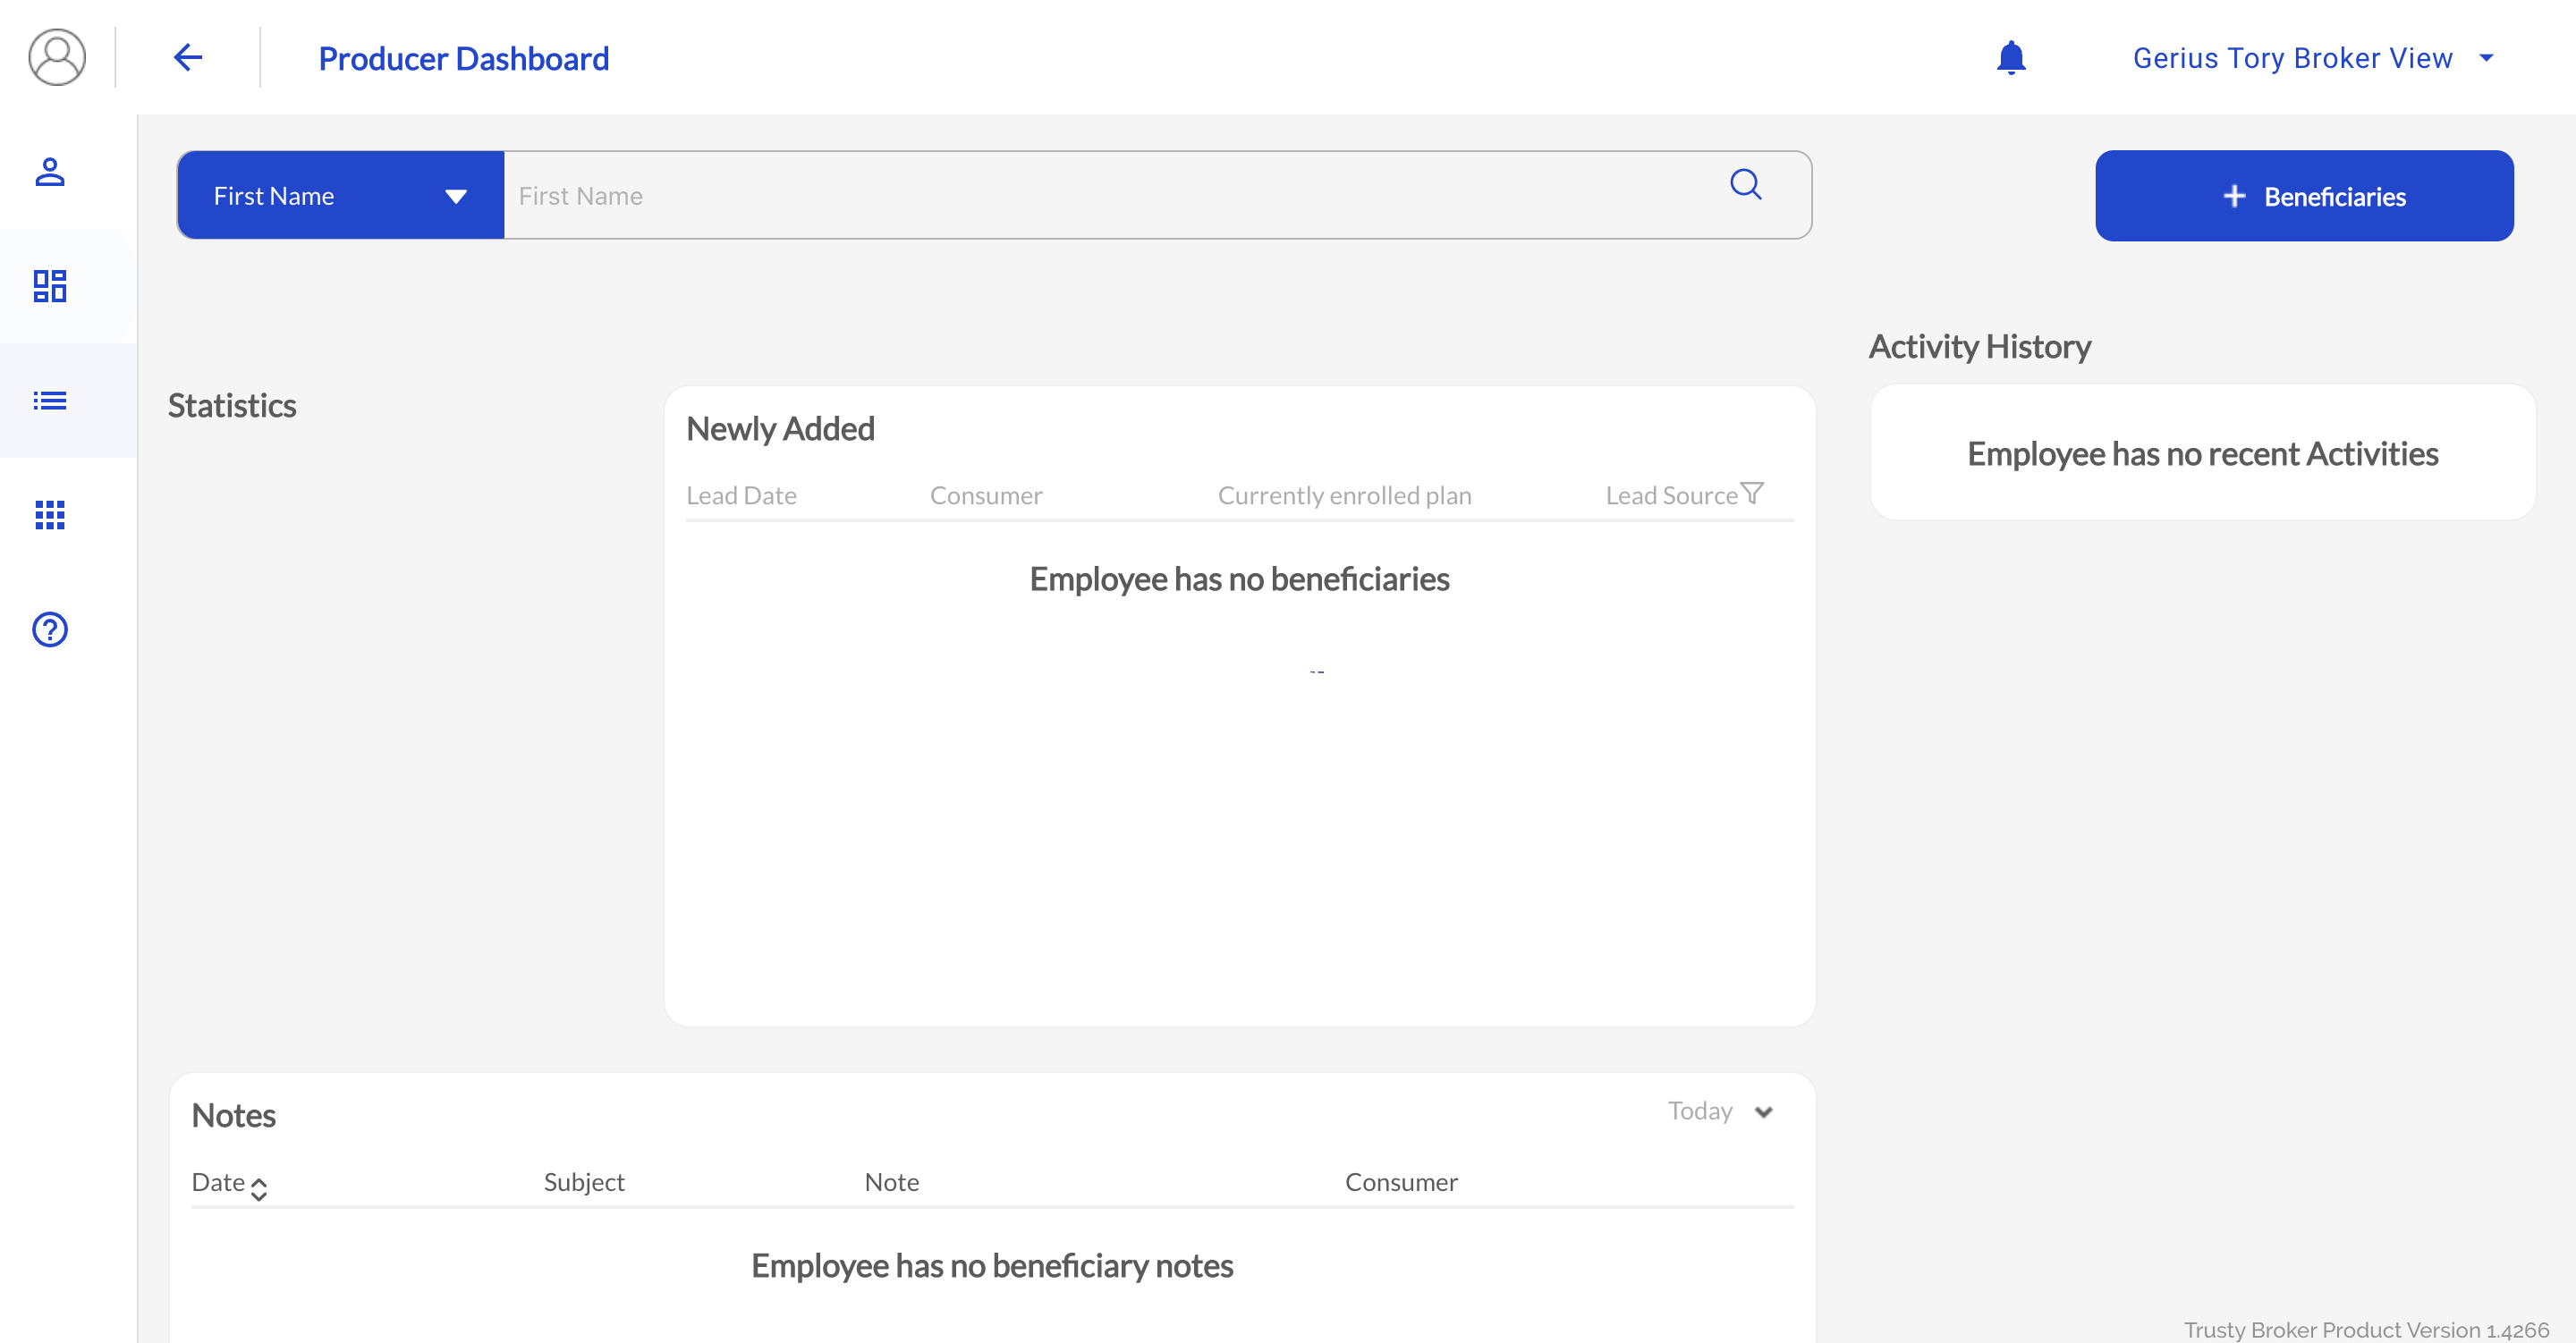 Producer Dashboard
Gerius Tory Broker View
First Name
First Name
+ Beneficiaries
Activity History
Employee has no recent Activities
Statistics
Newly Added
Lead Date Consumer Currently enrolled plan Lead Source
Employee has no beneficiaries
--
Notes
Today
Date Subject Note Consumer
Employee has no beneficiary notes
Trusty Broker Product Version 1.4266